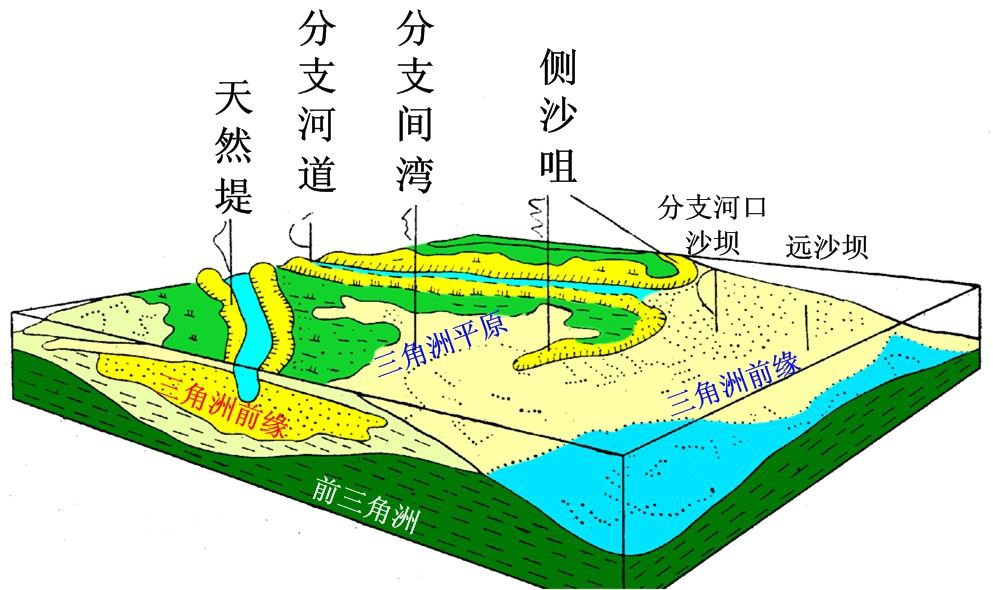 天然堤
分支河道
分支间湾
侧沙咀
分支河口
沙坝
远沙坝
三角洲平原
三角洲前缘
三角洲前缘
前三角洲